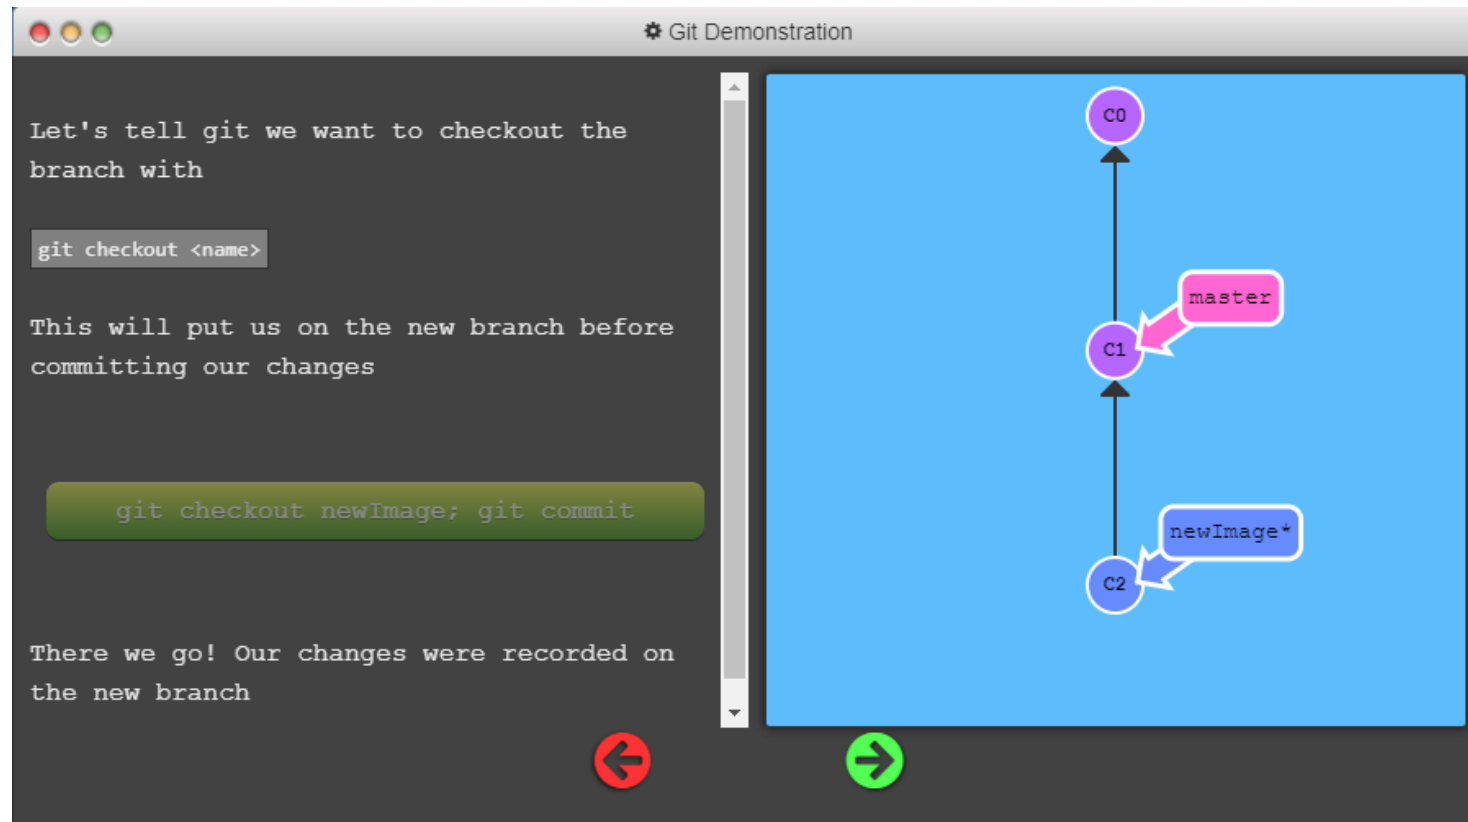 Git Demonstration
Let's tell git we want to checkout the
branch with
git checkout <name>
This will put us on the new branch before
committing our changes
git checkout newImage; git commit
There we go! Our changes were recorded on
the new branch
C0
master
C1
newImage*
C2